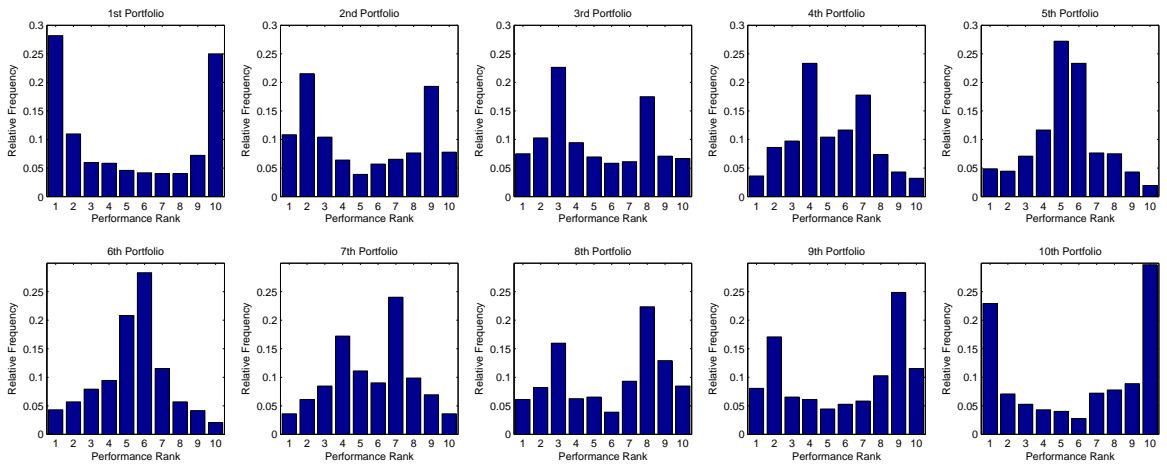 1st Portfolio
0.3
0.25
0.2
0.15
0.1
0.05
0
Relative Frequency
1 2 3 4 5 6 7 8 9 10
Performance Rank
2nd Portfolio
0.3
0.25
0.2
0.15
0.1
0.05
0
Relative Frequency
1 2 3 4 5 6 7 8 9 10
Performance Rank
3rd Portfolio
0.3
0.25
0.2
0.15
0.1
0.05
0
Relative Frequency
1 2 3 4 5 6 7 8 9 10
Performance Rank
4th Portfolio
0.3
0.25
0.2
0.15
0.1
0.05
0
Relative Frequency
1 2 3 4 5 6 7 8 9 10
Performance Rank
5th Portfolio
0.3
0.25
0.2
0.15
0.1
0.05
0
Relative Frequency
1 2 3 4 5 6 7 8 9 10
Performance Rank
6th Portfolio
0.25
0.2
0.15
0.1
0.05
0
Relative Frequency
1 2 3 4 5 6 7 8 9 10
Performance Rank
7th Portfolio
0.25
0.2
0.15
0.1
0.05
0
Relative Frequency
1 2 3 4 5 6 7 8 9 10
Performance Rank
8th Portfolio
0.25
0.2
0.15
0.1
0.05
0
Relative Frequency
1 2 3 4 5 6 7 8 9 10
Performance Rank
9th Portfolio
0.25
0.2
0.15
0.1
0.05
0
Relative Frequency
1 2 3 4 5 6 7 8 9 10
Performance Rank
10th Portfolio
0.25
0.2
0.15
0.1
0.05
0
Relative Frequency
1 2 3 4 5 6 7 8 9 10
Performance Rank